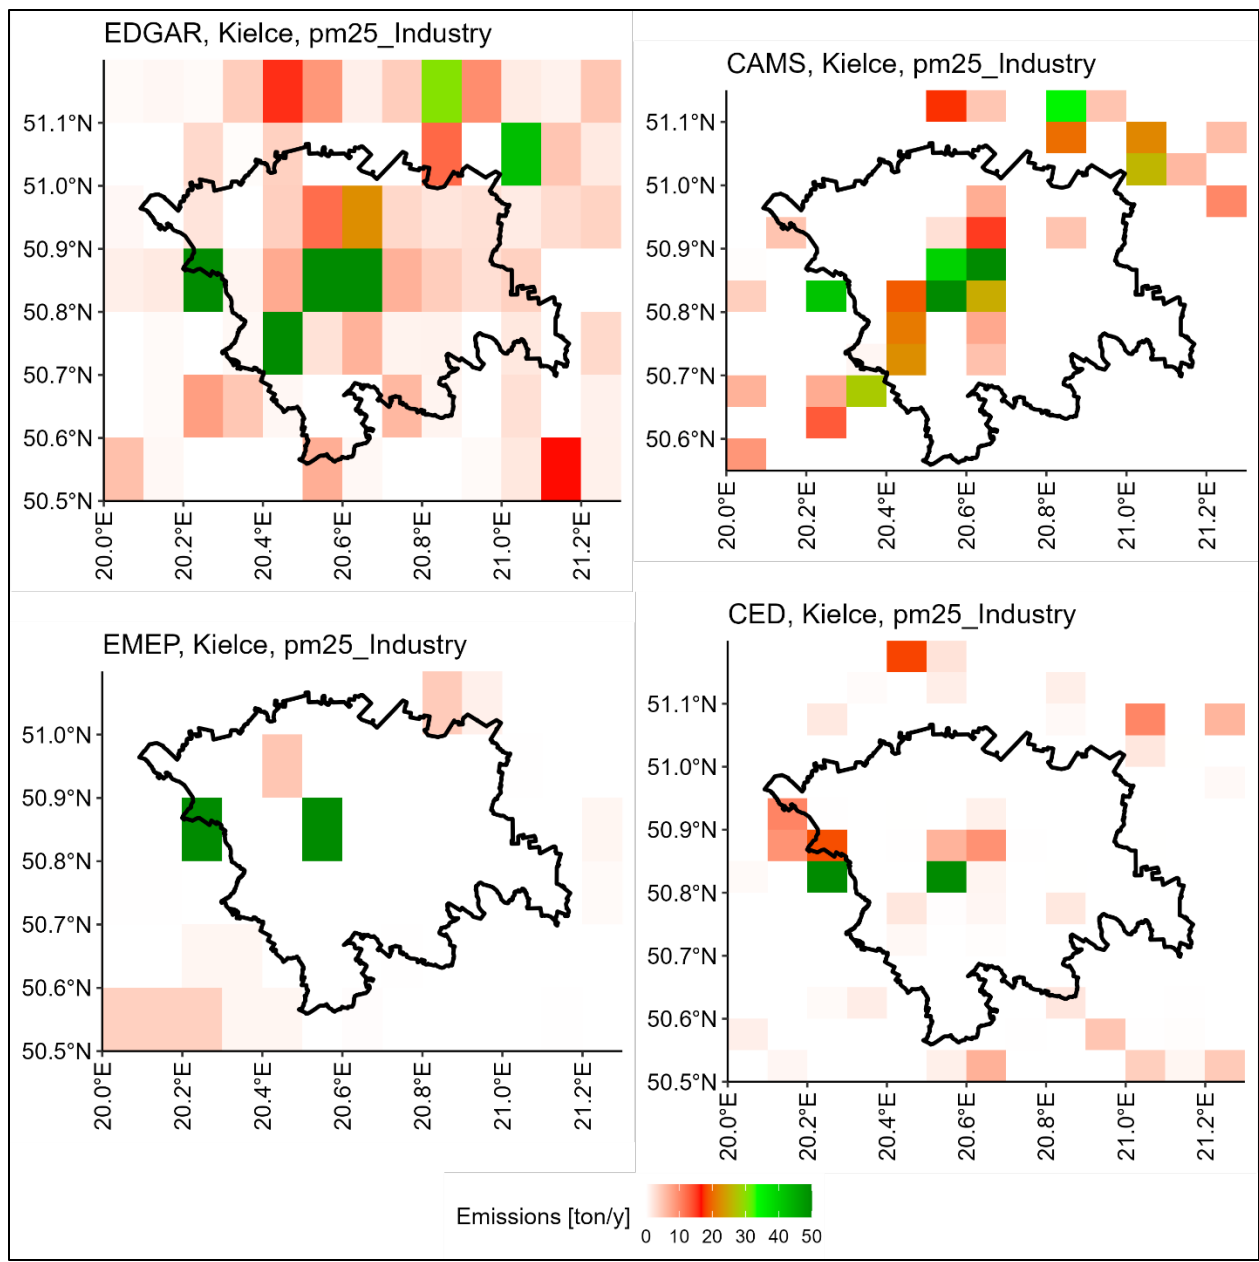 EDGAR, Kielce, pm25_Industry
51.1°N
51.0°N
50.9°N
50.8°N
50.7°N
50.6°N
50.5°N
20.0°E
20.2°E
20.4°E
20.6°E
20.8°E
21.0°E
21.2°E
CAMS, Kielce, pm25_Industry
51.1°N
51.0°N
50.9°N
50.8°N
50.7°N
50.6°N
20.0°E
20.2°E
20.4°E
20.6°E
20.8°E
21.0°E
21.2°E
EMEP, Kielce, pm25_Industry
51.0°N
50.9°N
50.8°N
50.7°N
50.6°N
50.5°N
20.0°E
20.2°E
20.4°E
20.6°E
20.8°E
21.0°E
21.2°E
CED, Kielce, pm25_Industry
51.1°N
51.0°N
50.9°N
50.8°N
50.7°N
50.6°N
50.5°N
20.0°E
20.2°E
20.4°E
20.6°E
20.8°E
21.0°E
21.2°E
Emissions [ton/y]
0 10 20 30 40 50